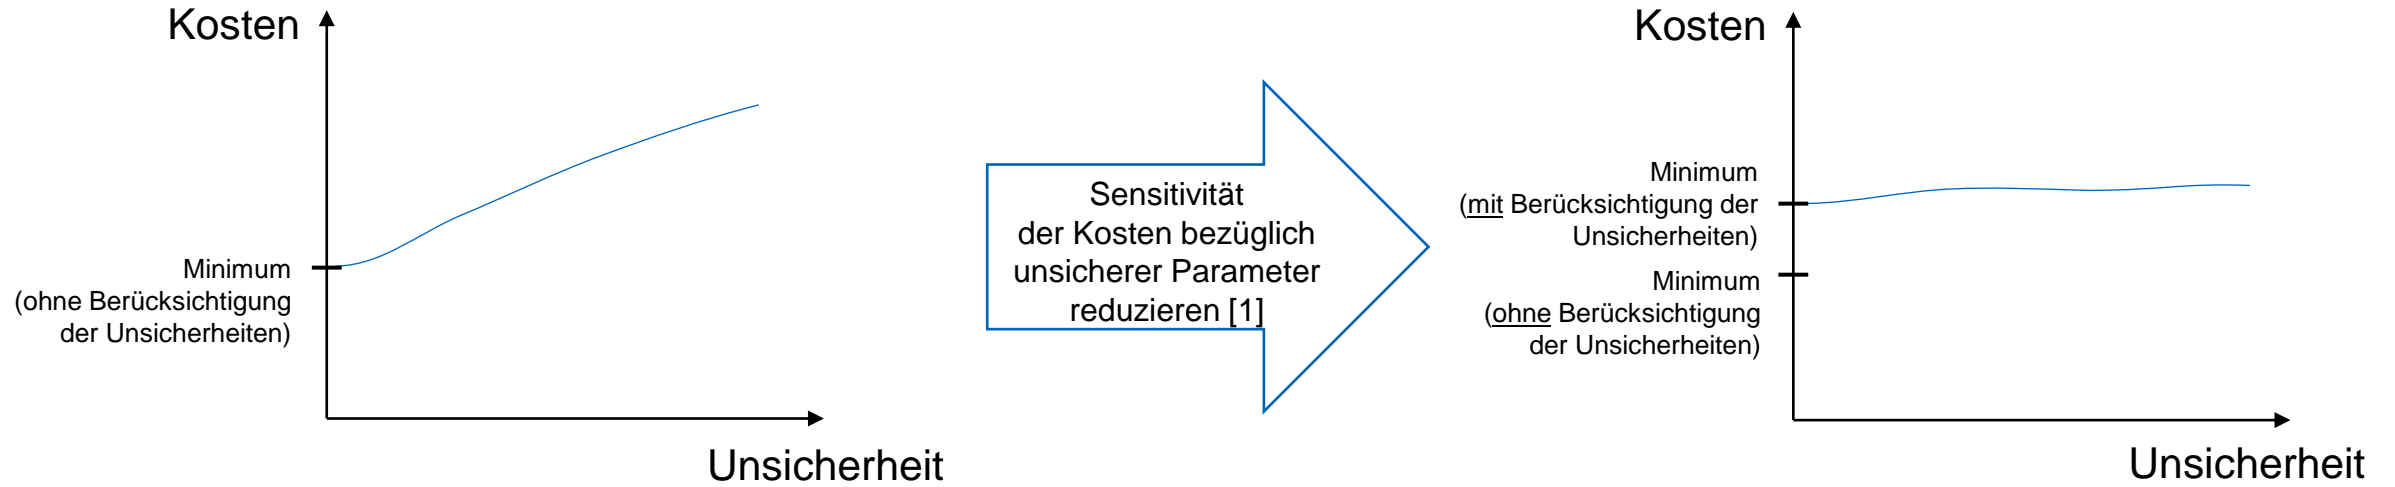 Kosten
Minimum
(ohne Berücksichtigung
der Unsicherheiten)
Unsicherheit
Sensitivität
der Kosten bezüglich
unsicherer Parameter
reduzieren [1]
Kosten
Minimum
(mit Berücksichtigung der
Unsicherheiten)
Minimum
(ohne Berücksichtigung
der Unsicherheiten)
Unsicherheit